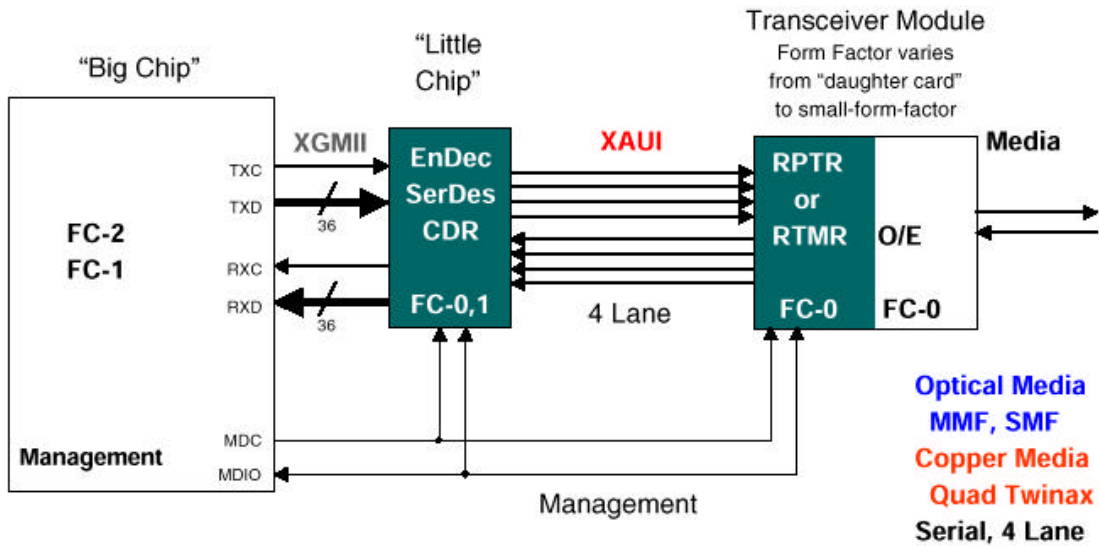 "Big Chip"
"Little
Chip"
Transceiver Module
Form Factor varies
from "daughter card"
to small-form-factor
XGMII
XAUI
Media
TXC
TXD
36
RXC
RXD
36
FC-2
FC-1
EnDec
SerDes
CDR
FC-0,1
4 Lane
RPTR
or
RTMR
FC-0
O/E
FC-0
Management
MDC
MDIO
Management
Optical Media
MMF, SMF
Copper Media
Quad Twinax
Serial, 4 Lane